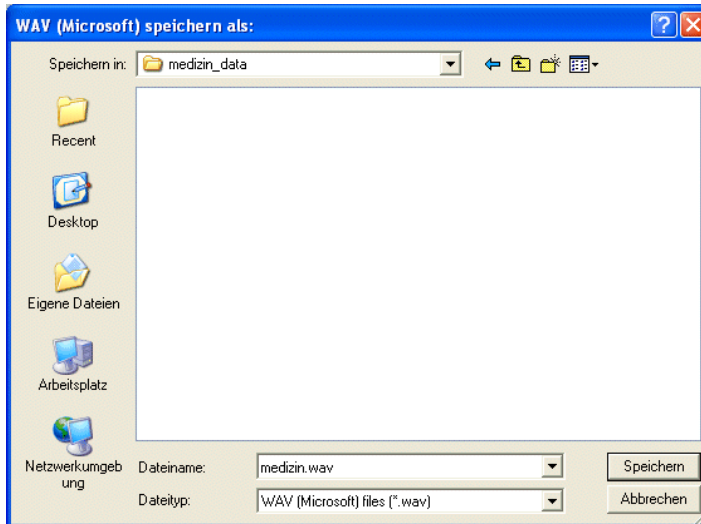 WAV (Microsoft) speichern als:
Speichern in:
medizin_data
Recent
Desktop
Eigene Dateien
Arbeitsplatz
Netzwerkumgeb
ung
Dateiname:
medizin.wav
Speichern
Dateityp:
WAV (Microsoft) files (*.wav)
Abbrechen